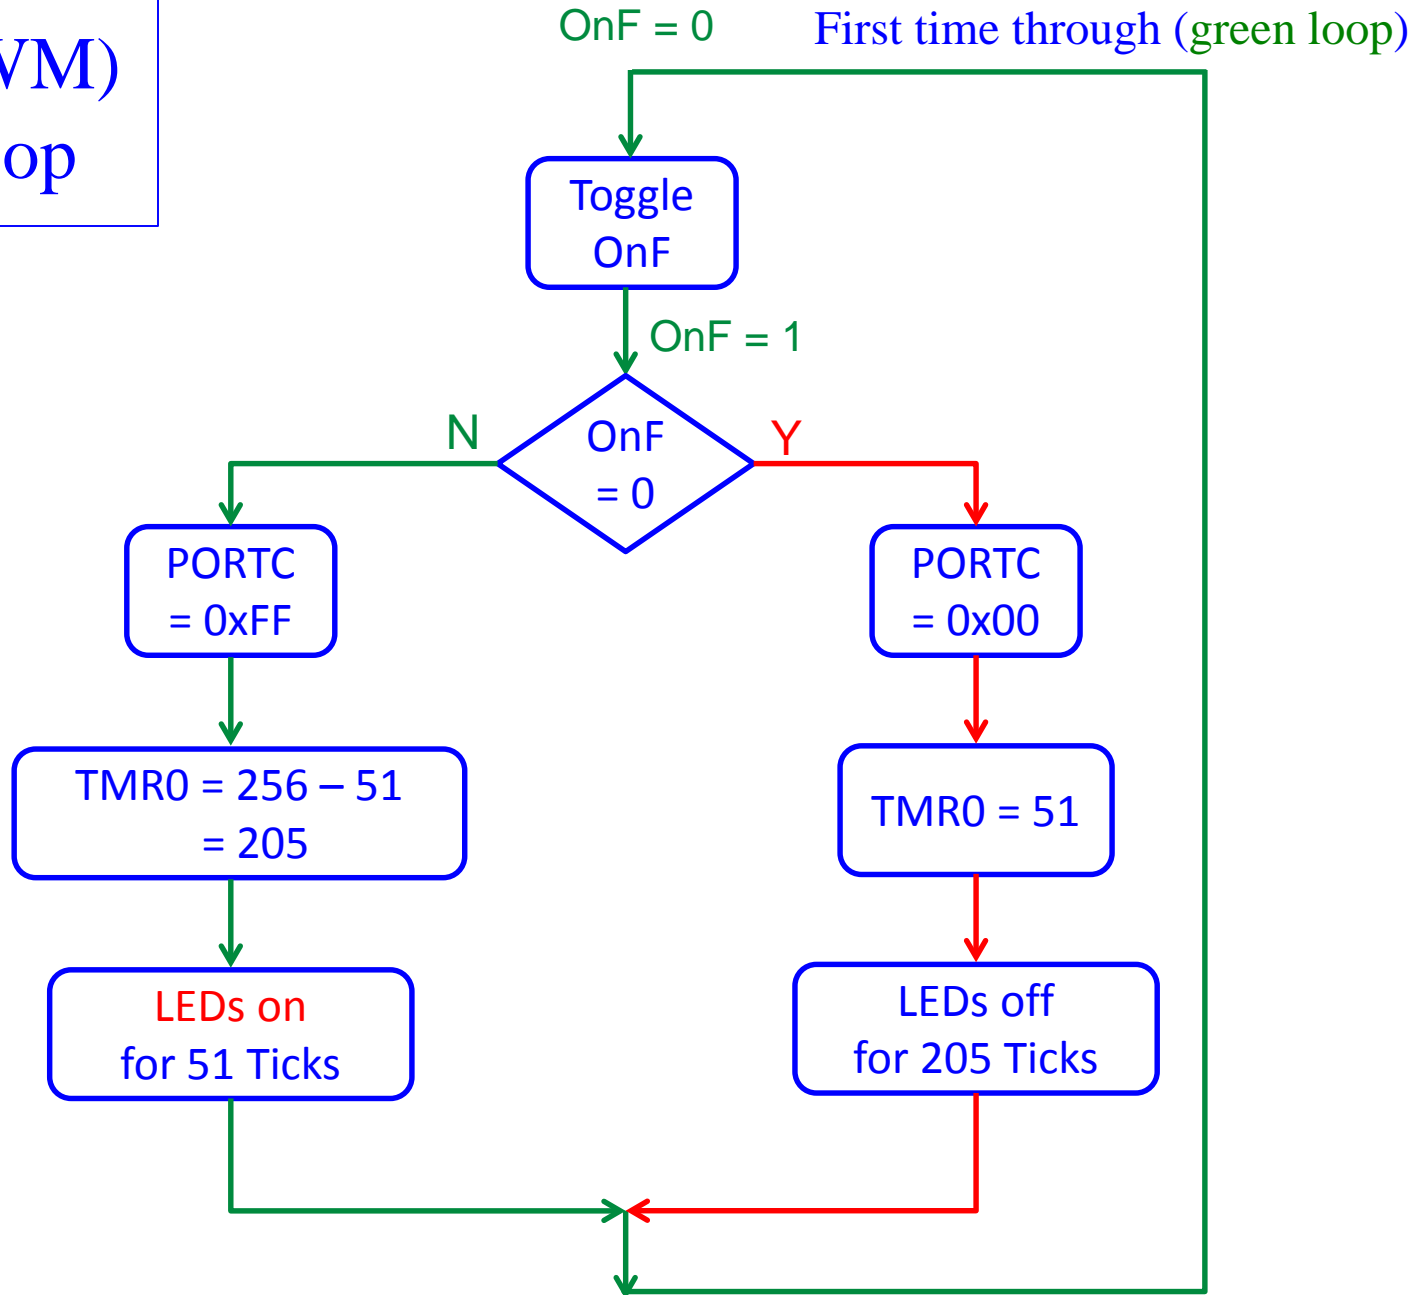 VM)
op
OnF = 0
First time through (green loop)
Toggle
OnF
OnF = 1
N
OnF
= 0
Y
PORTC
= 0xFF
PORTC
= 0x00
TMR0 = 256 – 51
= 205
TMR0 = 51
LEDs on
for 51 Ticks
LEDs off
for 205 Ticks